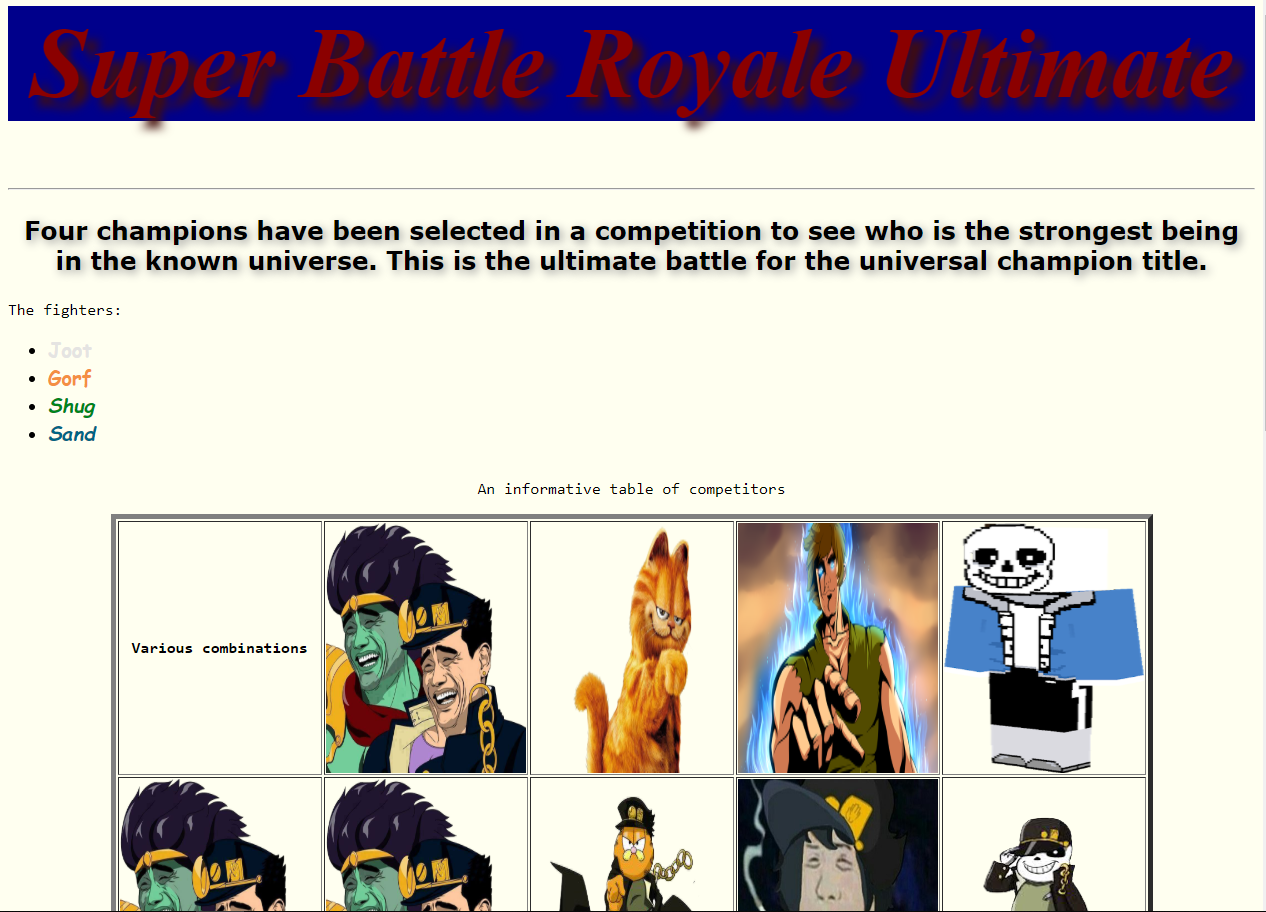 Super Battle Royale Ultimate
Four champions have been selected in a competition to see who is the strongest being
in the known universe. This is the ultimate battle for the universal champion title.
The fighters:
Joot
Gorf
Shug
Sand
An informative table of competitors
Various combinations